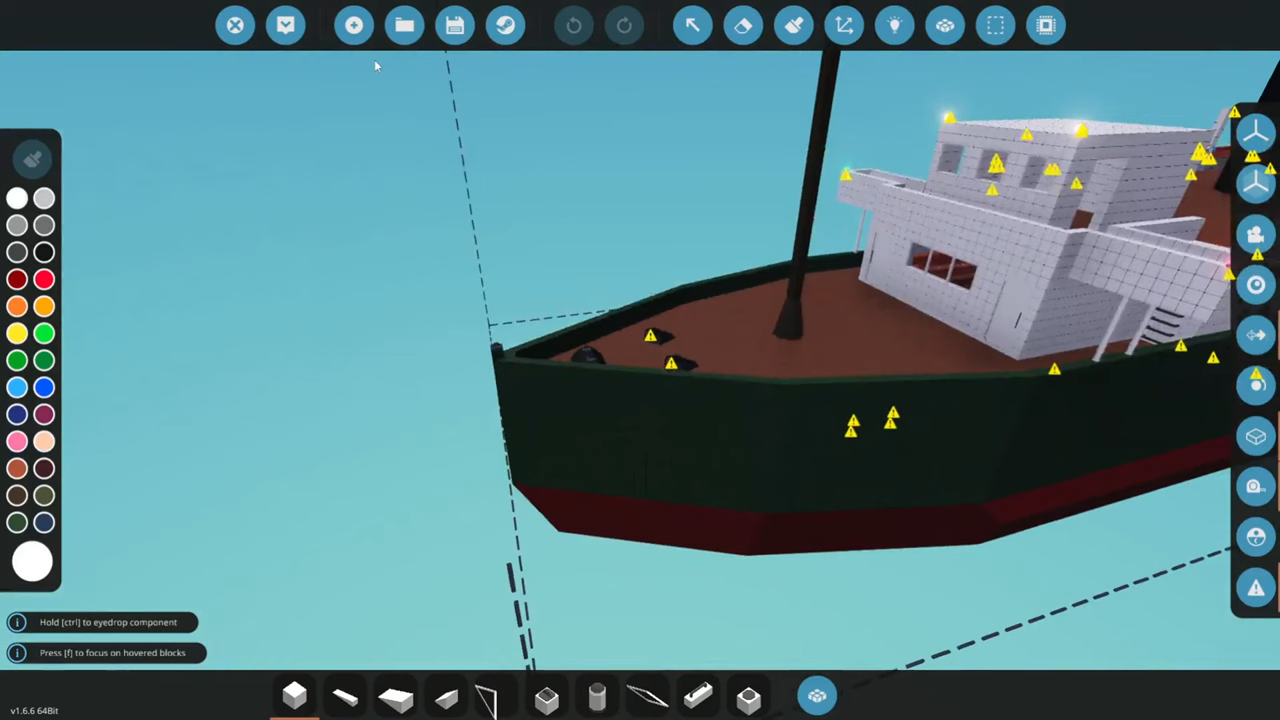 Hold [ctrl] to eyedrop component
Press [f] to focus on hovered blocks
v1.6.6 64Bit